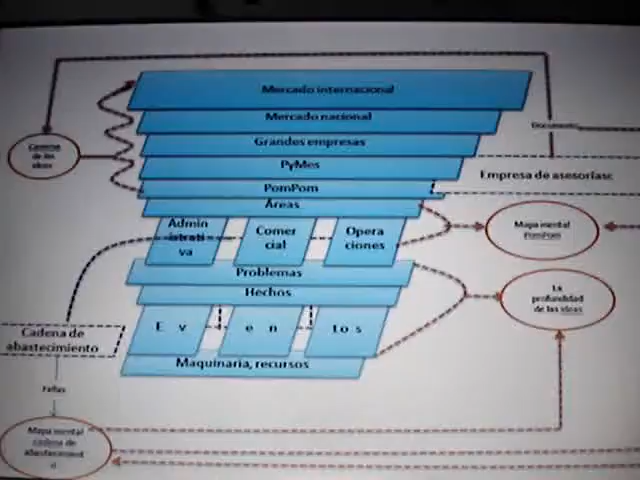 Mercado internacional
Mercado nacional
Grandes empresas
PyMes
PomPom
Áreas
Admin
istrati
va
Comer
cial
Opera
ciones
Problemas
Hechos
E v e n tos
Maquinaria, recursos
de las
ideas
Documento
Empresa de asesorías
Mapa mental
PomPom
La
profundidad
de las ideas
Cadena de
abastecimiento
Fallas
Mapa mental
cadena de
abastecimient
o